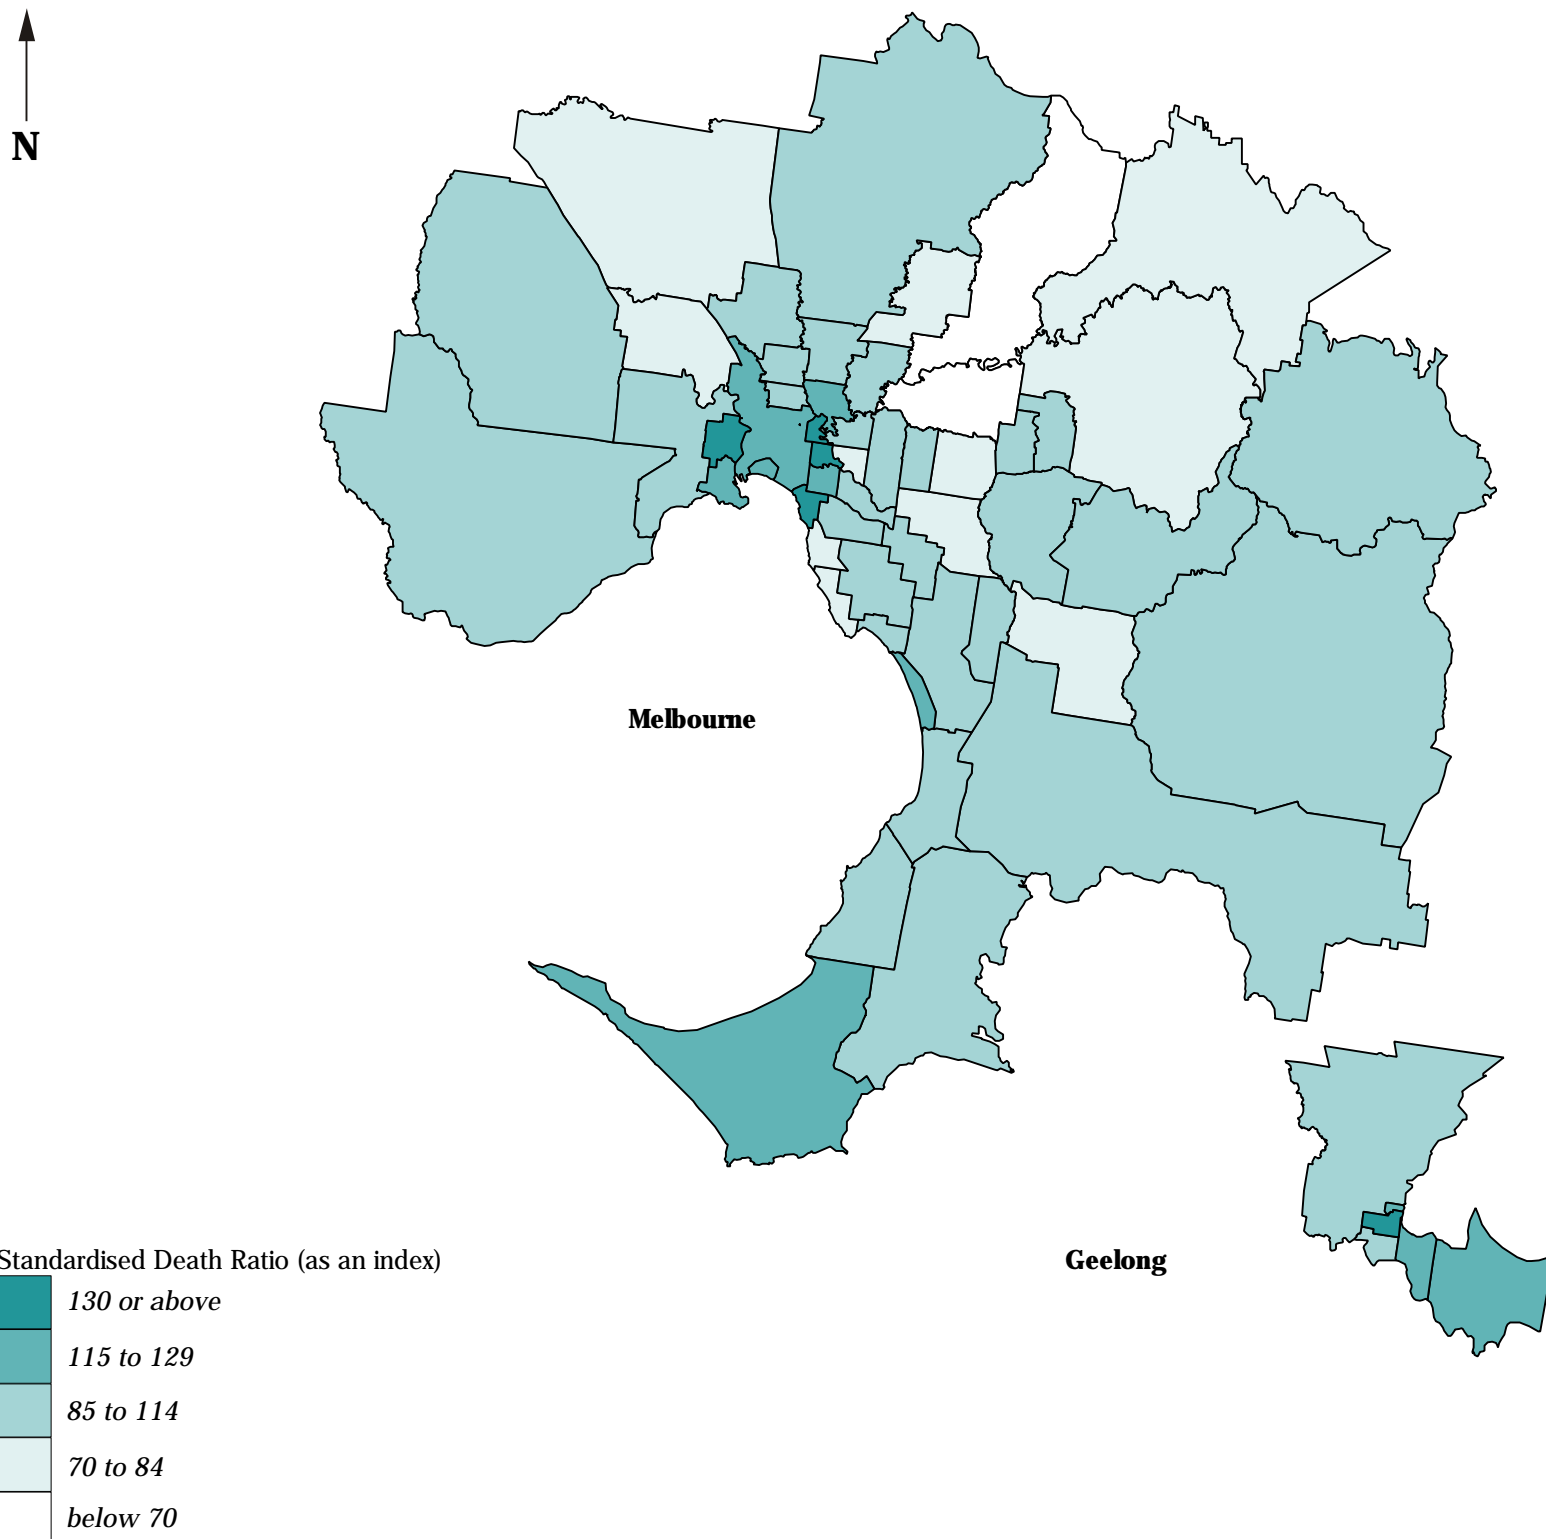 N
Melbourne
Geelong
Standardised Death Ratio (as an index)
130 or above
115 to 129
85 to 114
70 to 84
below 70